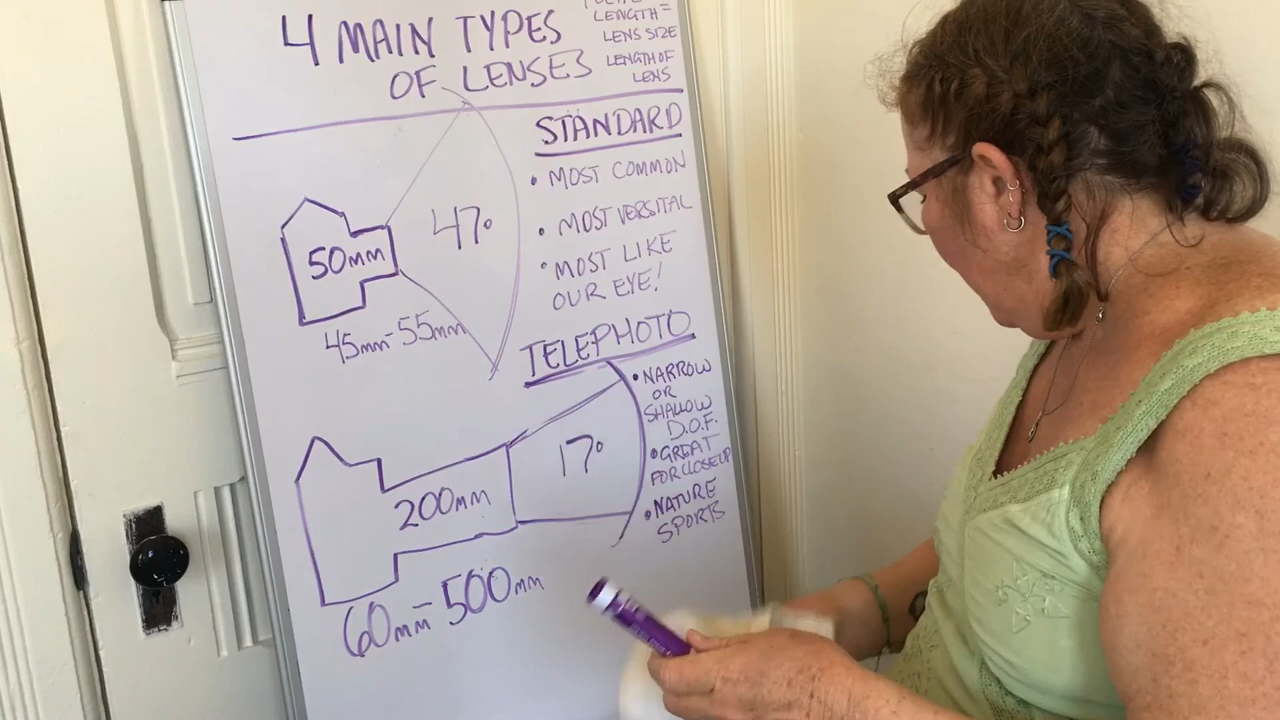 4 MAIN TYPES
OF LENSES
LENGTH =
LENS SIZE
LENGTH OF
LENS
STANDARD
• MOST COMMON
• MOST VERSITAL
• MOST LIKE
OUR EYE!
50mm
47°
45mm-55mm
TELEPHOTO
• NARROW
OR
SHALLOW
D.O.F.
• GREAT
FOR CLOSEUP
• NATURE
SPORTS
200mm
17°
60mm-500mm